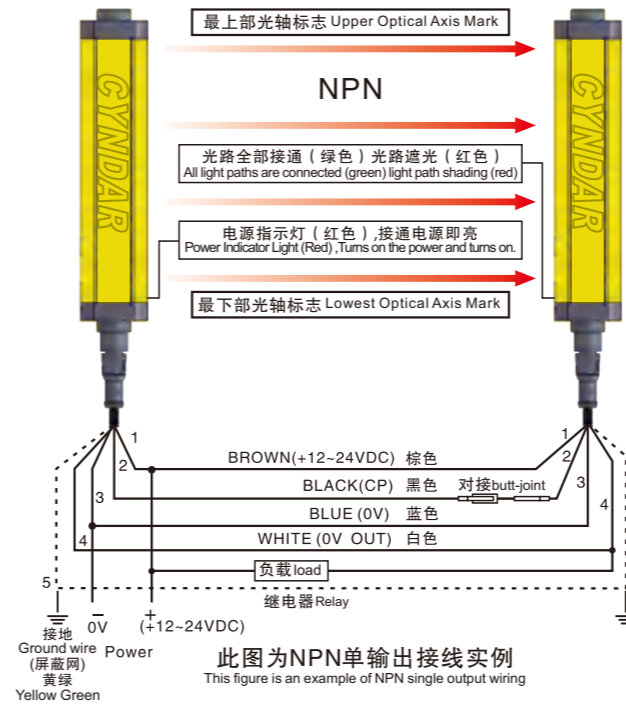 最上部光轴标志 Upper Optical Axis Mark
CYNDAR
CYNDAR
NPN
光路全部接通（绿色）光路遮光（红色）
All light paths are connected (green) light path shading (red)
电源指示灯（红色）,接通电源即亮
Power Indicator Light (Red) ,Turns on the power and turns on.
最下部光轴标志 Lowest Optical Axis Mark
1
2
3
4
5
1
2
3
4
BROWN(+12~24VDC) 棕色
BLACK(CP) 黑色
对接butt-joint
BLUE (0V) 蓝色
WHITE (0V OUT) 白色
负载load
继电器Relay
接地
Ground wire
(屏蔽网)
黄绿
Yellow Green
− +
0V (+12~24VDC)
Power
此图为NPN单输出接线实例
This figure is an example of NPN single output wiring